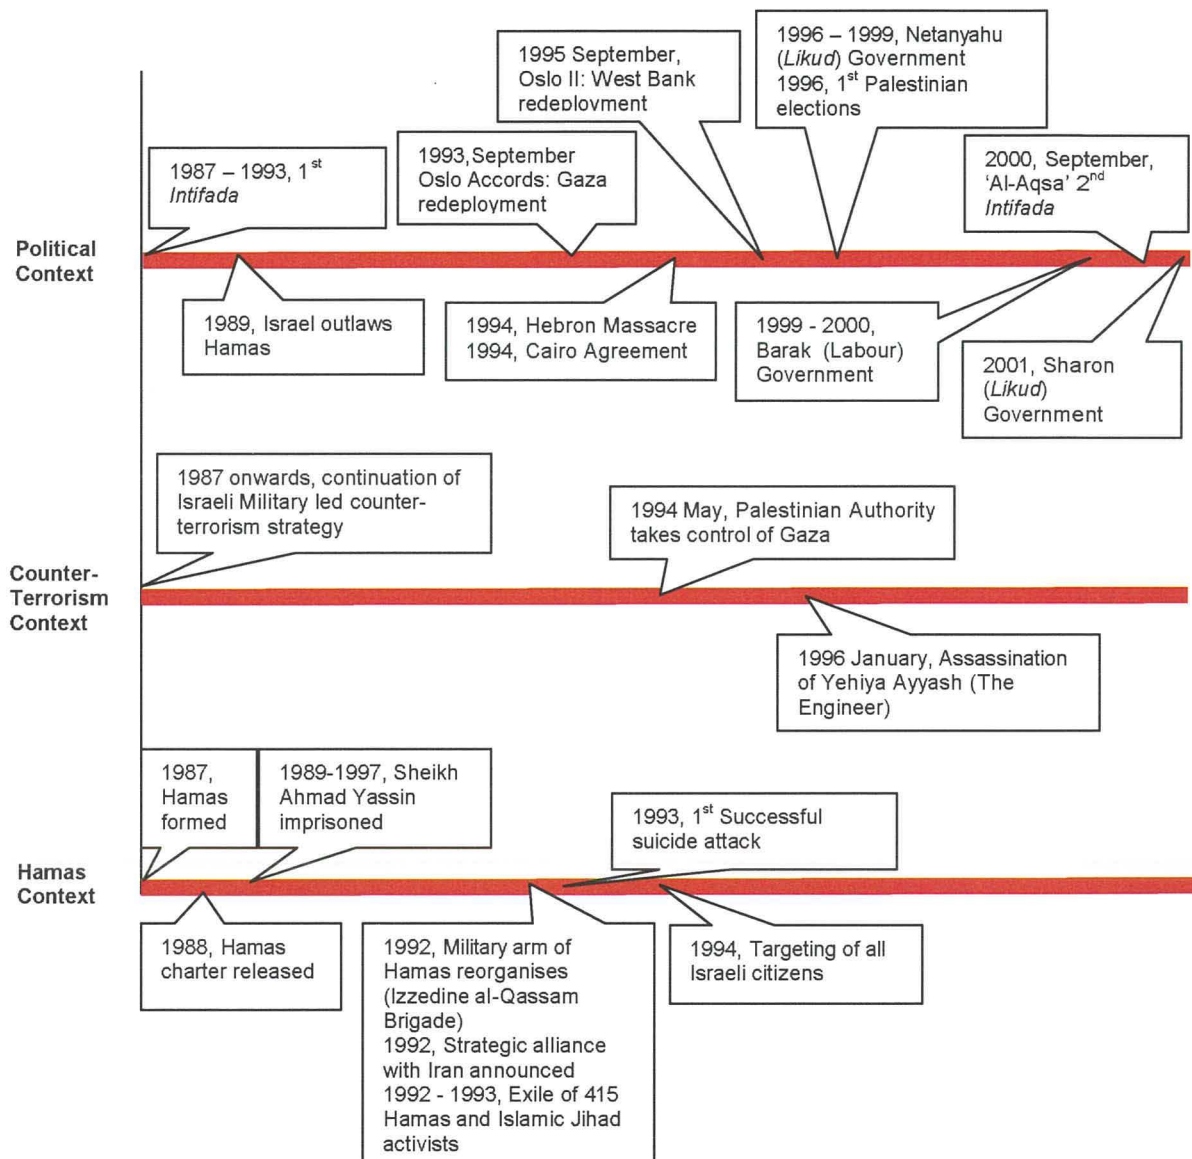 1995 September,
Oslo II: West Bank
redeployment
1996 – 1999, Netanyahu
(Likud) Government
1996, 1st Palestinian
elections
1987 – 1993, 1st
Intifada
1993,September
Oslo Accords: Gaza
redeployment
2000, September,
‘Al-Aqsa’ 2nd
Intifada
Political
Context
1989, Israel outlaws
Hamas
1994, Hebron Massacre
1994, Cairo Agreement
1999 - 2000,
Barak (Labour)
Government
2001, Sharon
(Likud)
Government
1987 onwards, continuation of
Israeli Military led counter-
terrorism strategy
1994 May, Palestinian Authority
takes control of Gaza
Counter-
Terrorism
Context
1996 January, Assassination
of Yehiya Ayyash (The
Engineer)
1987,
Hamas
formed
1989-1997, Sheikh
Ahmad Yassin
imprisoned
1993, 1st Successful
suicide attack
Hamas
Context
1988, Hamas
charter released
1992, Military arm of
Hamas reorganises
(Izzedine al-Qassam
Brigade)
1992, Strategic alliance
with Iran announced
1992 - 1993, Exile of 415
Hamas and Islamic Jihad
activists
1994, Targeting of all
Israeli citizens